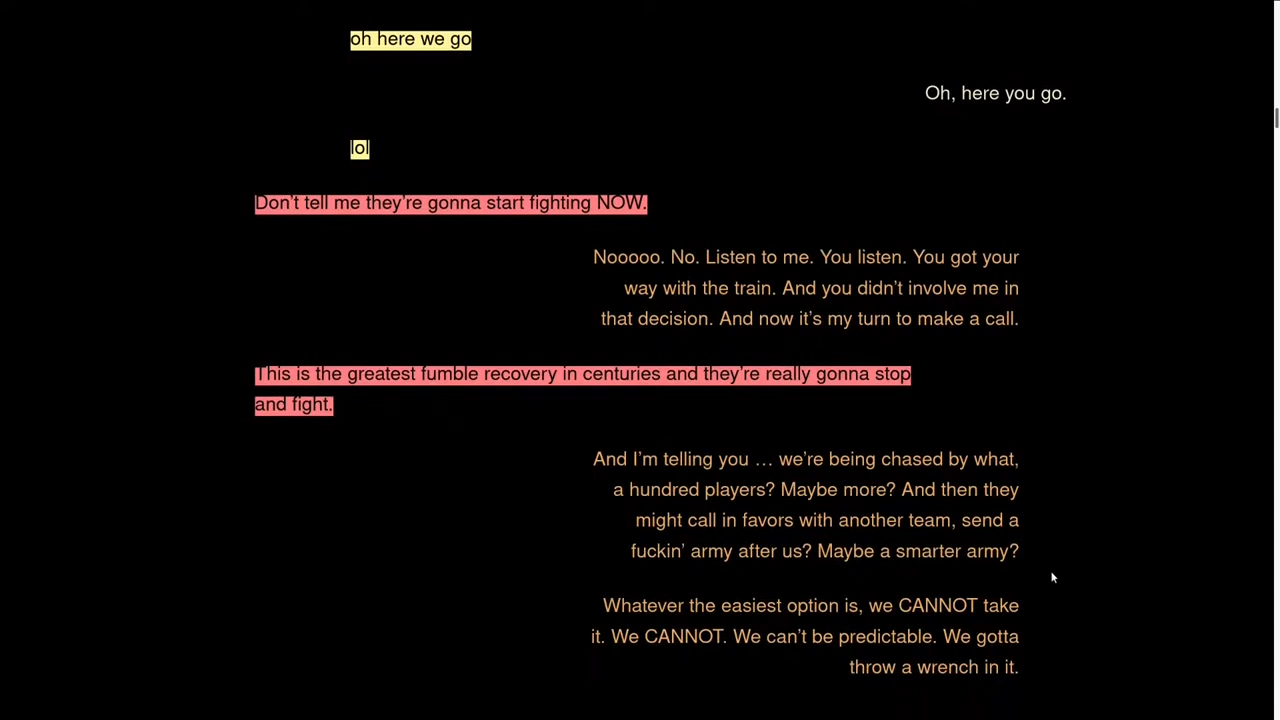 oh here we go
Oh, here you go.
lol
Don’t tell me they’re gonna start fighting NOW.
Nooooo. No. Listen to me. You listen. You got your
way with the train. And you didn’t involve me in
that decision. And now it’s my turn to make a call.
This is the greatest fumble recovery in centuries and they’re really gonna stop
and fight.
And I’m telling you … we’re being chased by what,
a hundred players? Maybe more? And then they
might call in favors with another team, send a
fuckin’ army after us? Maybe a smarter army?
Whatever the easiest option is, we CANNOT take
it. We CANNOT. We can’t be predictable. We gotta
throw a wrench in it.